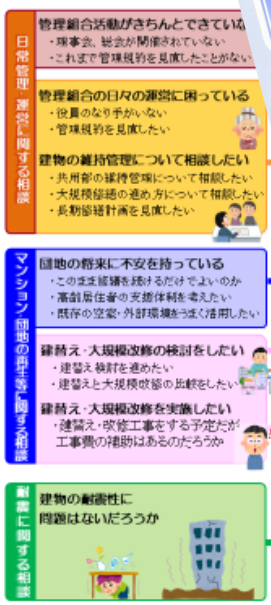 日常管理・運営に関する相談
管理組合活動がきちんとできていな
・理事会、総会が開催されていない
・これまで管理規約を見直したことがない
管理組合の日々の運営に困っている
・役員のなり手がいない
・管理規約を見直したい
建物の維持管理について相談したい
・共用部の維持管理について相談したい
・大規模修繕の進め方について相談したい
・長期修繕計画を見直したい
マンション・団地の再生等に関する相談
団地の将来に不安を持っている
・このまま修繕を続けるだけでよいのか
・高齢居住者の支援体制を考えたい
・既存の空家・外部環境をうまく活用したい
建替え・大規模改修の検討をしたい
・建替え検討を進めたい
・建替えと大規模改修の比較をしたい
建替え・大規模改修を実施したい
・建替え・改修工事をする予定だが
工事費の補助はあるのだろうか
耐震に関する相談
建物の耐震性に
問題はないだろうか